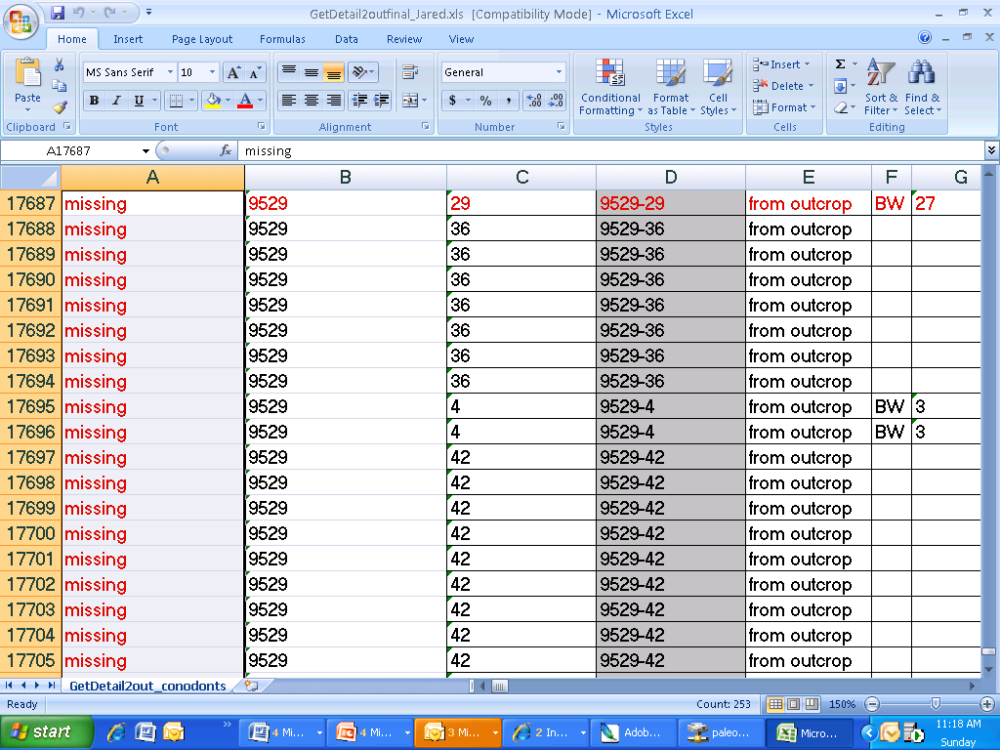 GetDetail2outfinal_Jared.xls [Compatibility Mode] - Microsoft Excel
Home Insert Page Layout Formulas Data Review View
Paste
MS Sans Serif 10 A A
B I U A
General
$ % , .00 .00
Conditional Formatting
Format as Table
Cell Styles
Insert
Delete
Format
Σ
Sort & Filter
Find & Select
Clipboard Font Alignment Number Styles Cells Editing
A17687 fx missing
A B C D E F G
17687 missing 9529 29 9529-29 from outcrop BW 27
17688 missing 9529 36 9529-36 from outcrop
17689 missing 9529 36 9529-36 from outcrop
17690 missing 9529 36 9529-36 from outcrop
17691 missing 9529 36 9529-36 from outcrop
17692 missing 9529 36 9529-36 from outcrop
17693 missing 9529 36 9529-36 from outcrop
17694 missing 9529 36 9529-36 from outcrop
17695 missing 9529 4 9529-4 from outcrop BW 3
17696 missing 9529 4 9529-4 from outcrop BW 3
17697 missing 9529 42 9529-42 from outcrop
17698 missing 9529 42 9529-42 from outcrop
17699 missing 9529 42 9529-42 from outcrop
17700 missing 9529 42 9529-42 from outcrop
17701 missing 9529 42 9529-42 from outcrop
17702 missing 9529 42 9529-42 from outcrop
17703 missing 9529 42 9529-42 from outcrop
17704 missing 9529 42 9529-42 from outcrop
17705 missing 9529 42 9529-42 from outcrop
GetDetail2out_conodonts
Ready Count: 253 150%
start 4 Mi... 4 Mi... 3 Mi... 2 In... Adob... paleo... Micro... 11:18 AM
Sunday